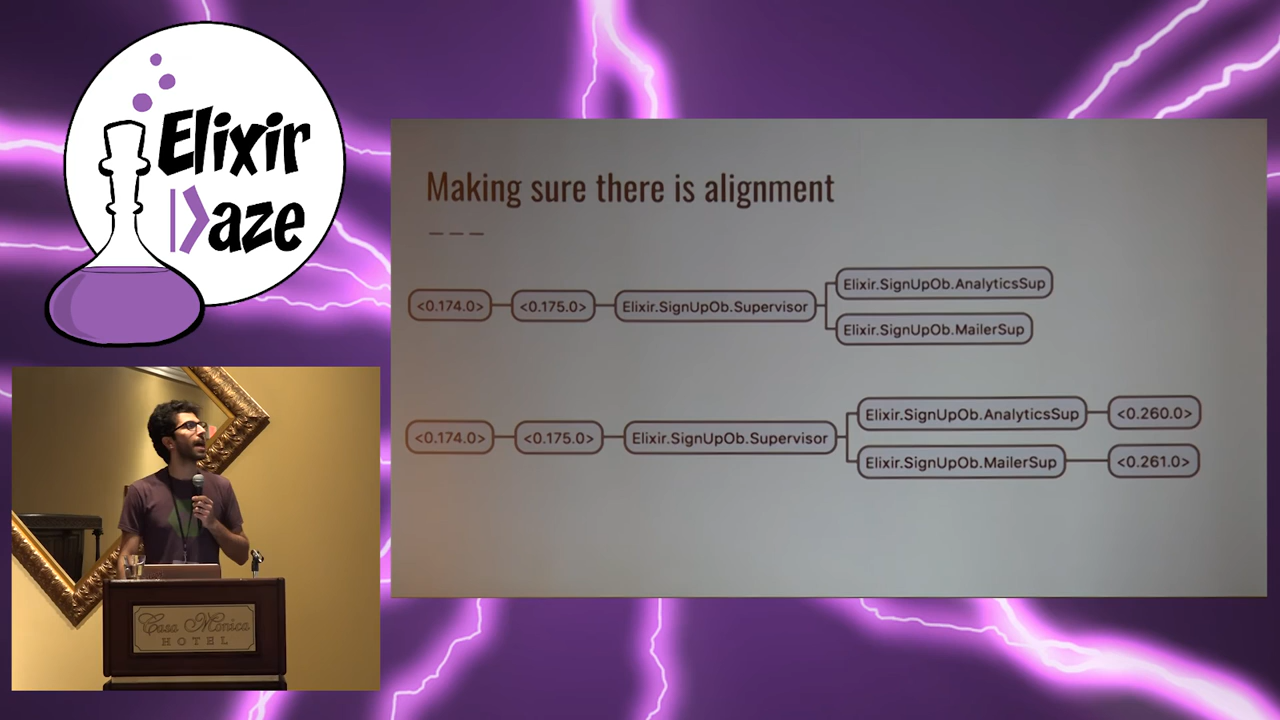 Elixir
|>aze
Making sure there is alignment
<0.174.0>
<0.175.0>
Elixir.SignUpOb.Supervisor
Elixir.SignUpOb.AnalyticsSup
Elixir.SignUpOb.MailerSup
<0.174.0>
<0.175.0>
Elixir.SignUpOb.Supervisor
Elixir.SignUpOb.AnalyticsSup
<0.260.0>
Elixir.SignUpOb.MailerSup
<0.261.0>
Casa Monica
HOTEL